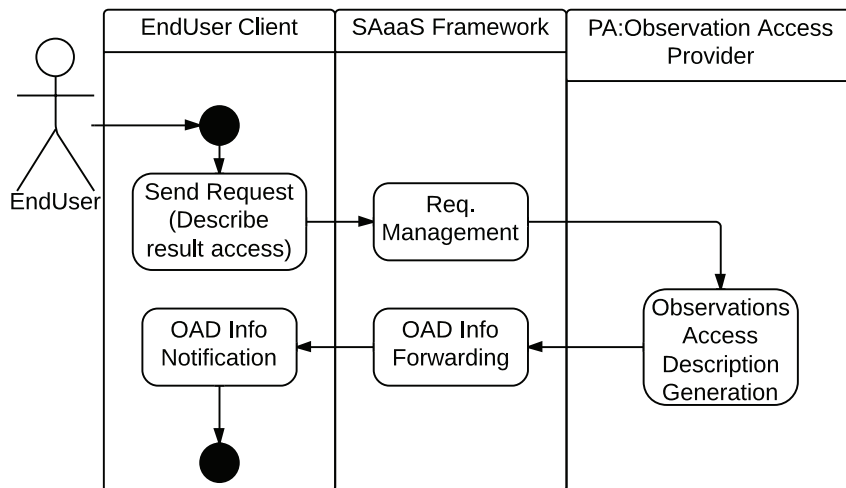 EndUser Client
SAaaS Framework
PA:Observation Access
Provider
EndUser
Send Request
(Describe
result access)
Req.
Management
Observations
Access
Description
Generation
OAD Info
Forwarding
OAD Info
Notification